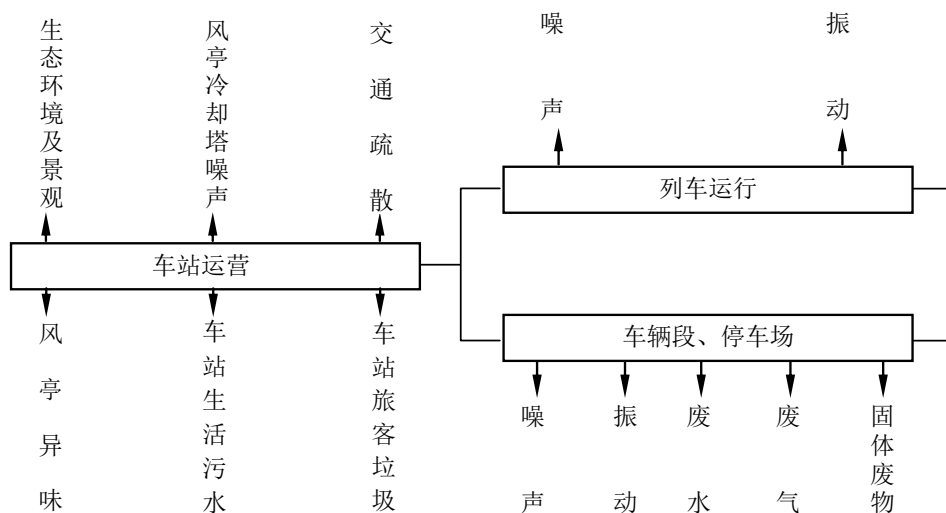 生态环境及景观
风亭冷却塔噪声
交通疏散
噪声
振动
列车运行
车站运营
车辆段、停车场
风亭异味
车站生活污水
车站旅客垃圾
噪声
振动
废水
废气
固体废物